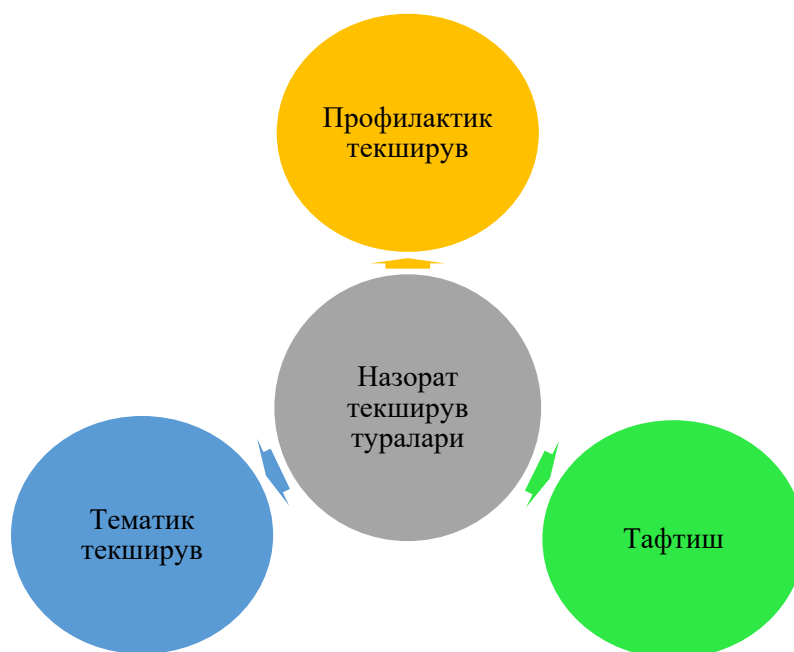 Профилактик
текширув
Назорат
текширув
туралари
Тематик
текширув
Тафтиш